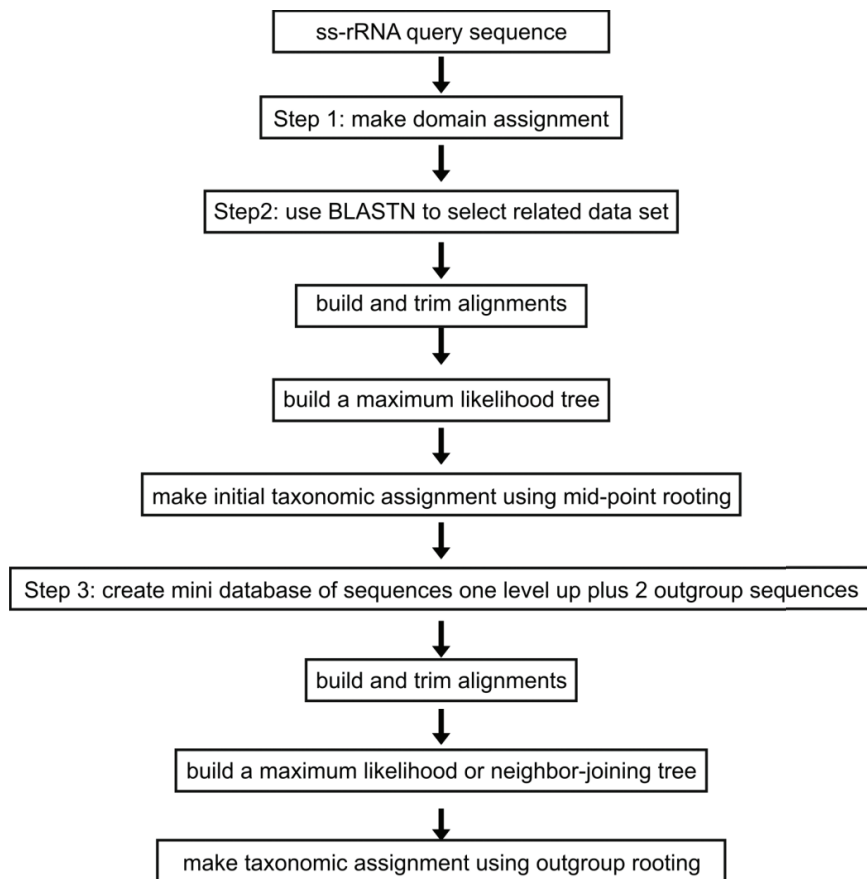 ss-rRNA query sequence
Step 1: make domain assignment
Step2: use BLASTN to select related data set
build and trim alignments
build a maximum likelihood tree
make initial taxonomic assignment using mid-point rooting
Step 3: create mini database of sequences one level up plus 2 outgroup sequences
build and trim alignments
build a maximum likelihood or neighbor-joining tree
make taxonomic assignment using outgroup rooting